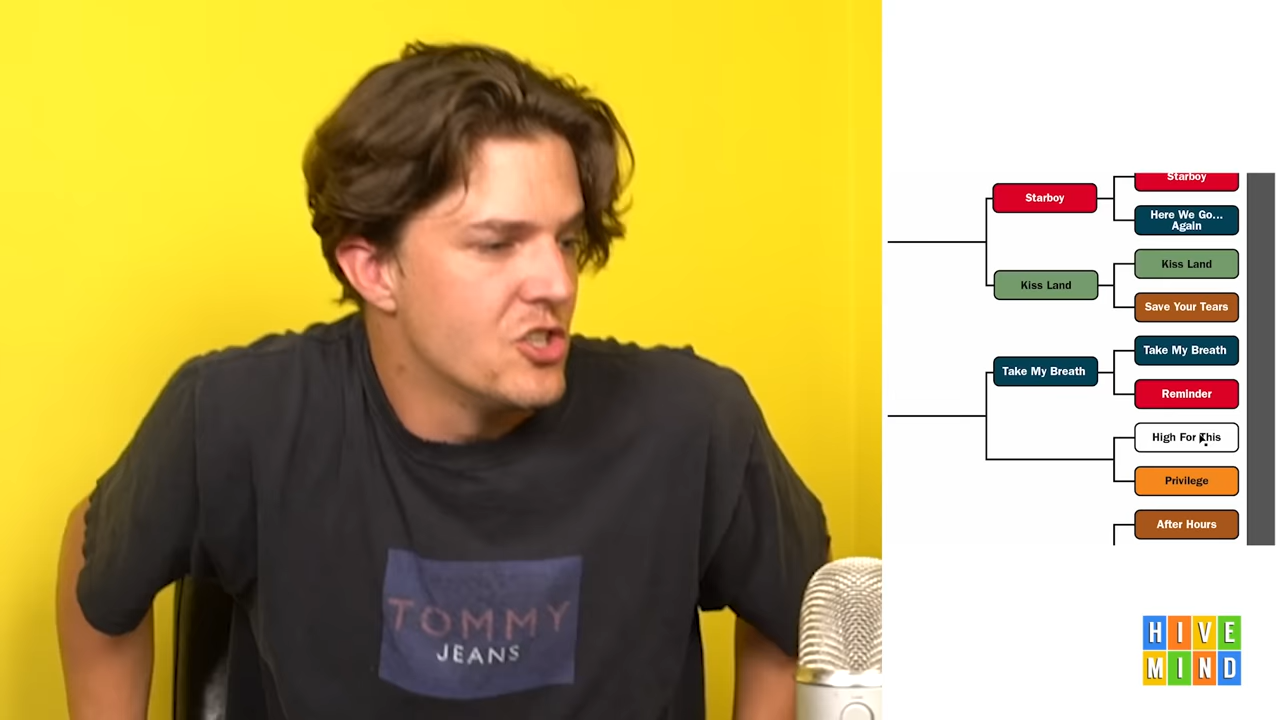 TOMMY
JEANS
Starboy
Starboy
Here We Go...
Again
Kiss Land
Kiss Land
Save Your Tears
Take My Breath
Take My Breath
Reminder
High For This
Privilege
After Hours
HIVE
MIND